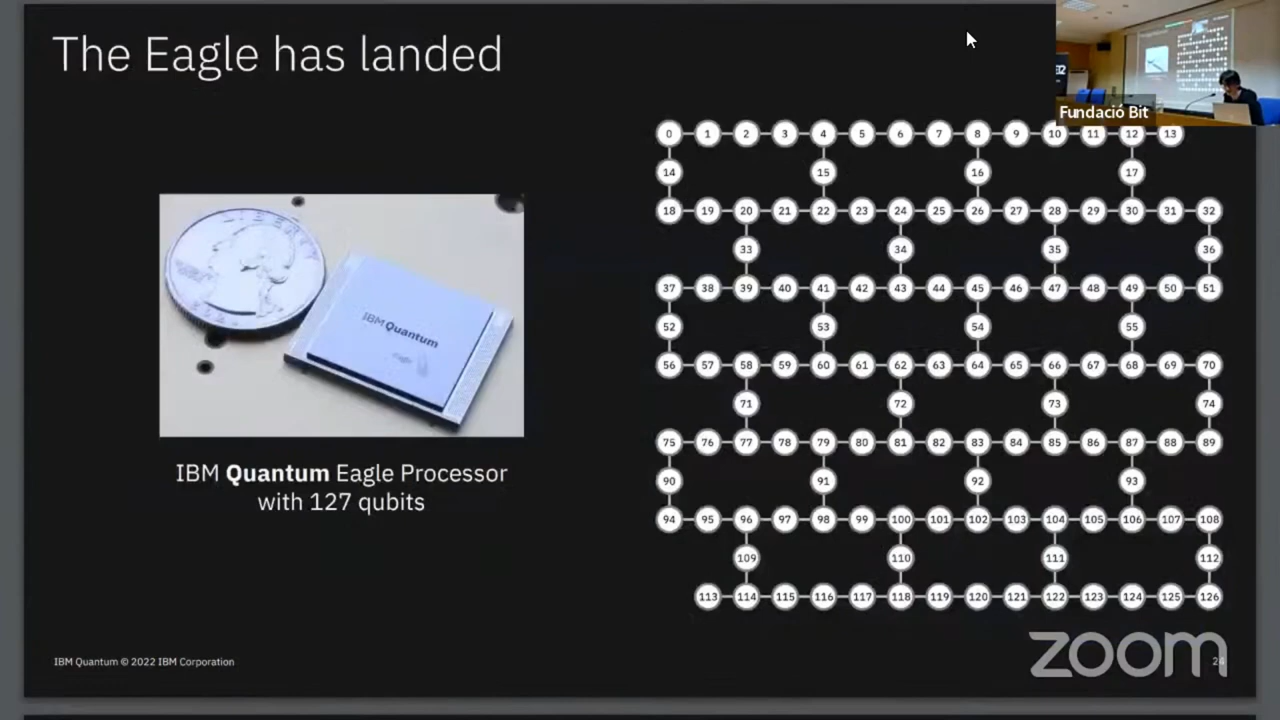 The Eagle has landed
Fundació Bit
0 1 2 3 4 5 6 7 8 9 10 11 12 13
14 15 16 17
18 19 20 21 22 23 24 25 26 27 28 29 30 31 32
33 34 35 36
37 38 39 40 41 42 43 44 45 46 47 48 49 50 51
52 53 54 55
56 57 58 59 60 61 62 63 64 65 66 67 68 69 70
71 72 73 74
75 76 77 78 79 80 81 82 83 84 85 86 87 88 89
90 91 92 93
94 95 96 97 98 99 100 101 102 103 104 105 106 107 108
109 110 111 112
113 114 115 116 117 118 119 120 121 122 123 124 125 126
IBM Quantum
Eagle
IBM Quantum Eagle Processor
with 127 qubits
IBM Quantum © 2022 IBM Corporation
zoom
24